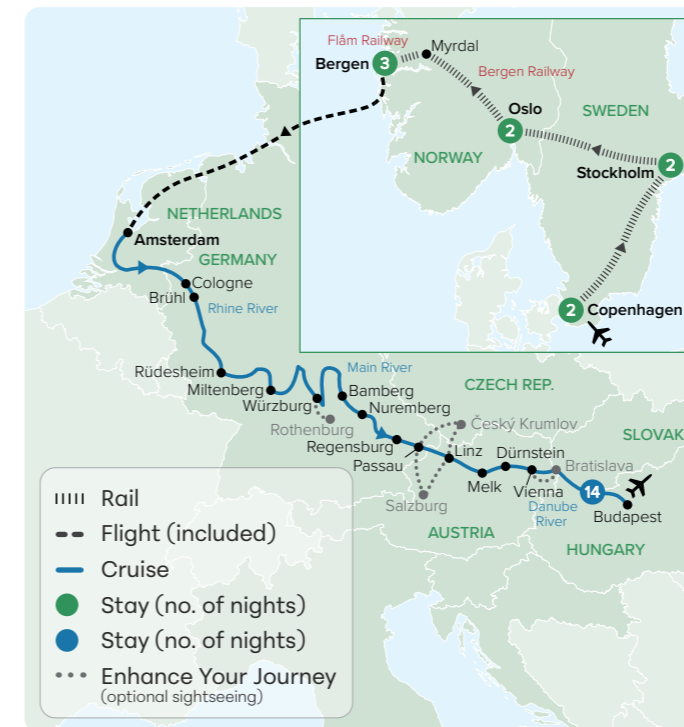 Flåm Railway
Myrdal
Bergen 3
Bergen Railway
Oslo
2
SWEDEN
NORWAY
2
Stockholm
2 Copenhagen
NETHERLANDS
Amsterdam
GERMANY
Cologne
Brühl
Rhine River
Rüdesheim
Main River
Miltenberg
Bamberg
CZECH REP.
Würzburg
Nuremberg
Rothenburg
Český Krumlov
Regensburg
SLOVAK
Passau
Linz
Dürnstein
Bratislava
Melk
Vienna
14
Salzburg
Danube
River
Budapest
AUSTRIA
HUNGARY
Rail
Flight (included)
Cruise
Stay (no. of nights)
Stay (no. of nights)
Enhance Your Journey
(optional sightseeing)